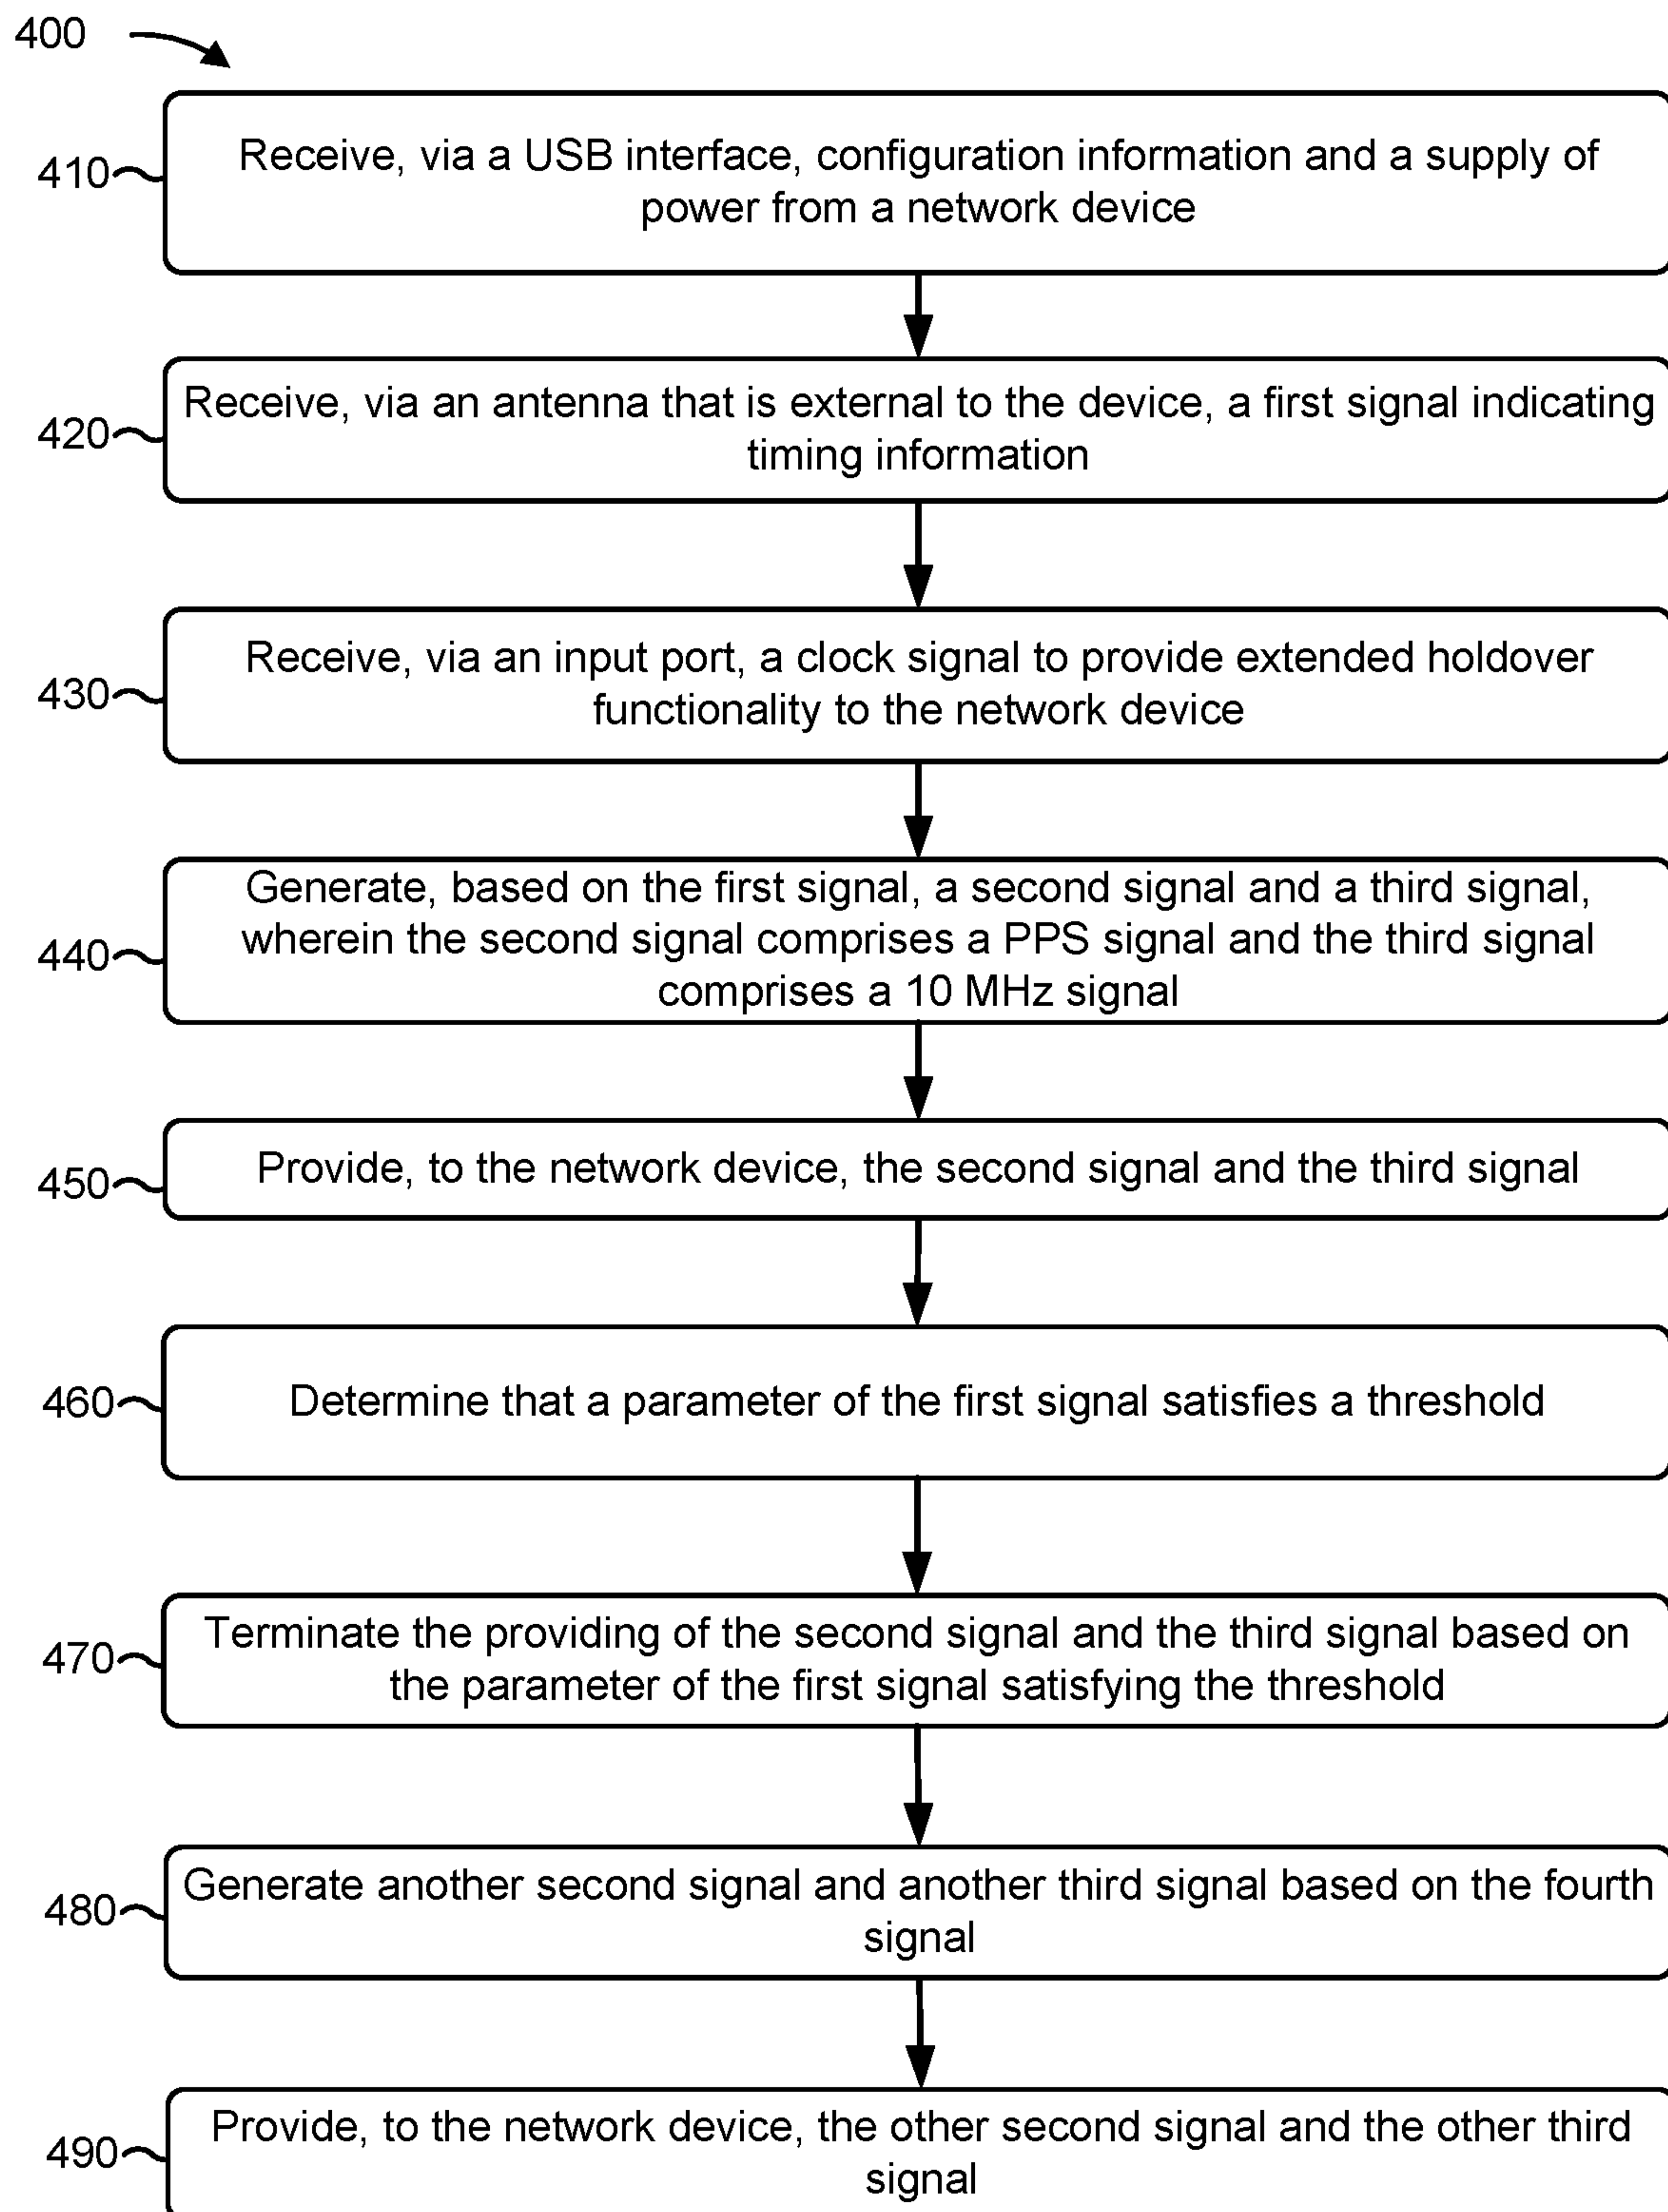 400
410
Receive, via a USB interface, configuration information and a supply of
power from a network device
420
Receive, via an antenna that is external to the device, a first signal indicating
timing information
430
Receive, via an input port, a clock signal to provide extended holdover
functionality to the network device
440
Generate, based on the first signal, a second signal and a third signal,
wherein the second signal comprises a PPS signal and the third signal
comprises a 10 MHz signal
450
Provide, to the network device, the second signal and the third signal
460
Determine that a parameter of the first signal satisfies a threshold
470
Terminate the providing of the second signal and the third signal based on
the parameter of the first signal satisfying the threshold
480
Generate another second signal and another third signal based on the fourth
signal
490
Provide, to the network device, the other second signal and the other third
signal